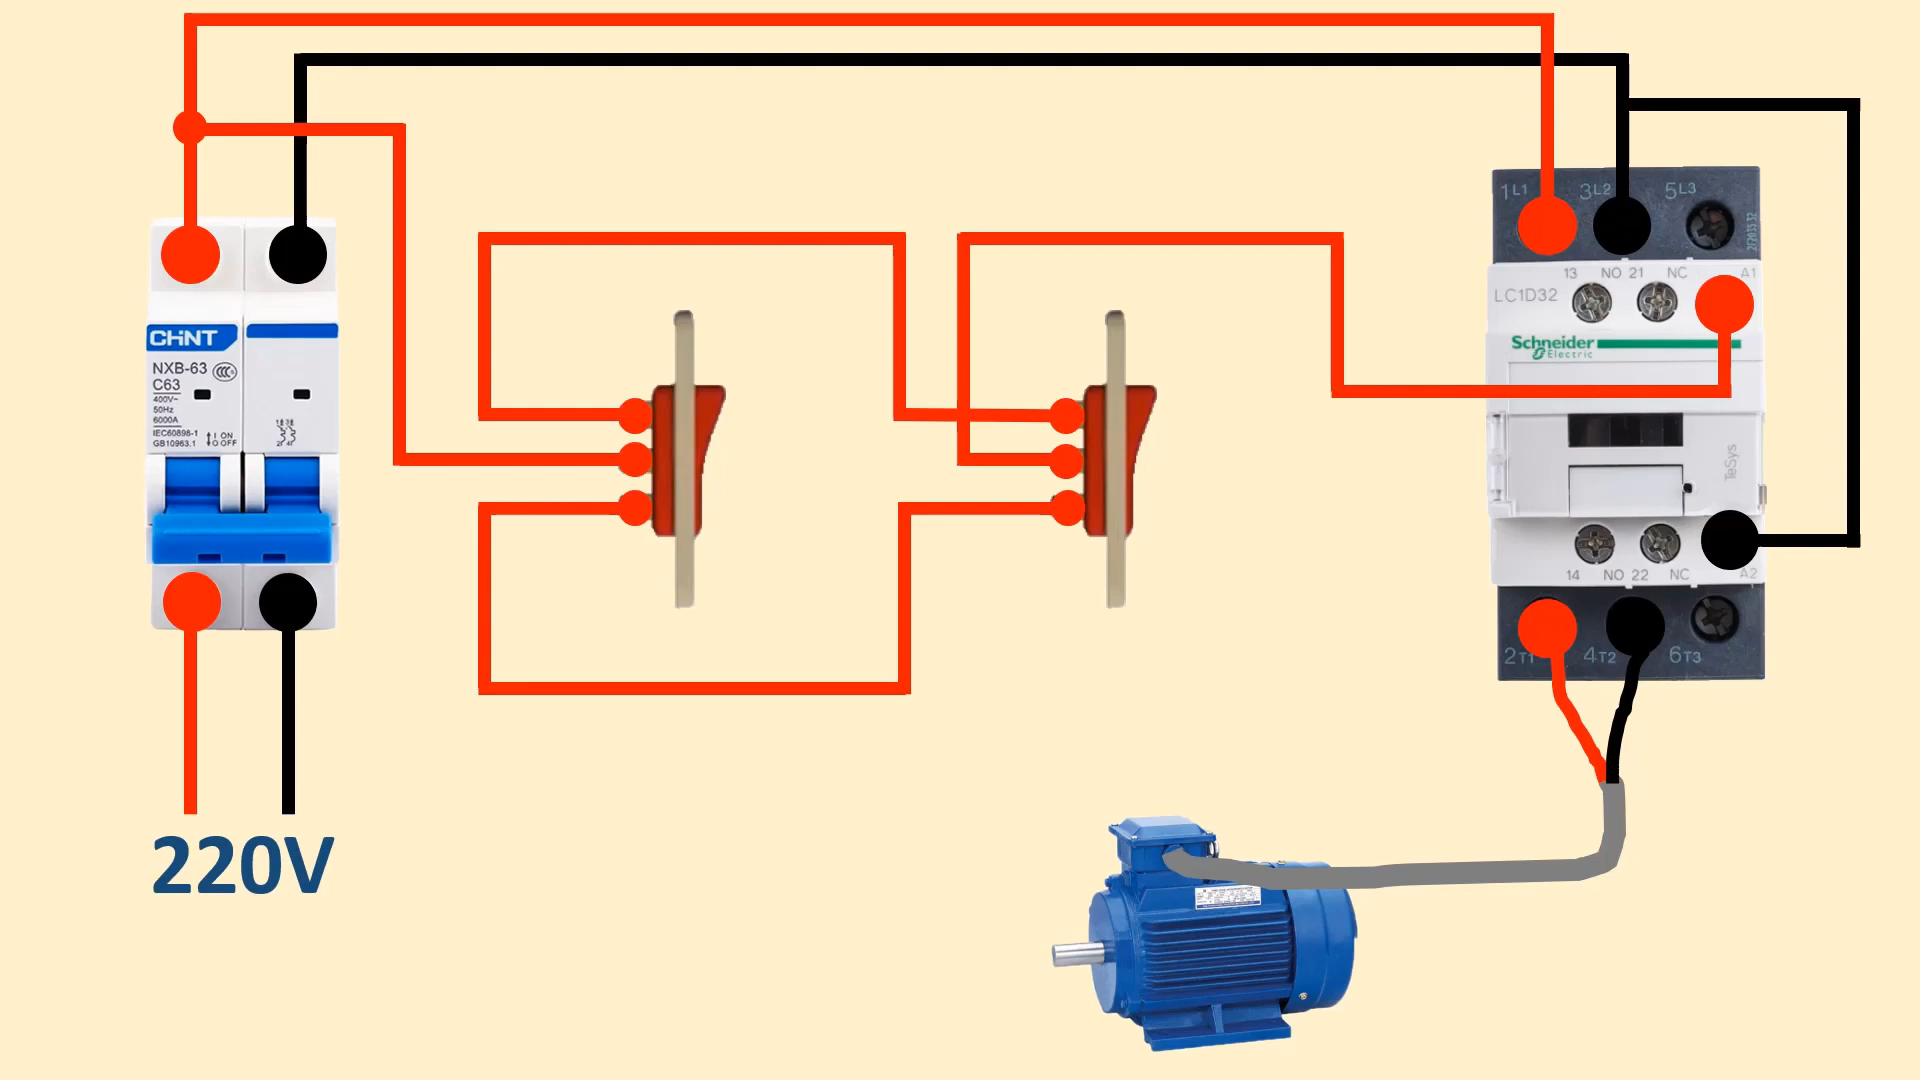 1L1 3L2 5L3
13 NO 21 NC A1
LC1D32
Schneider
Electric
CHNT
NXB-63
CCC
C63
400V~
50Hz
6000A
IEC60898-1
GB10963.1
I ON
O OFF
TeSys
14 NO 22 NC A2
2T1 4T2 6T3
220V